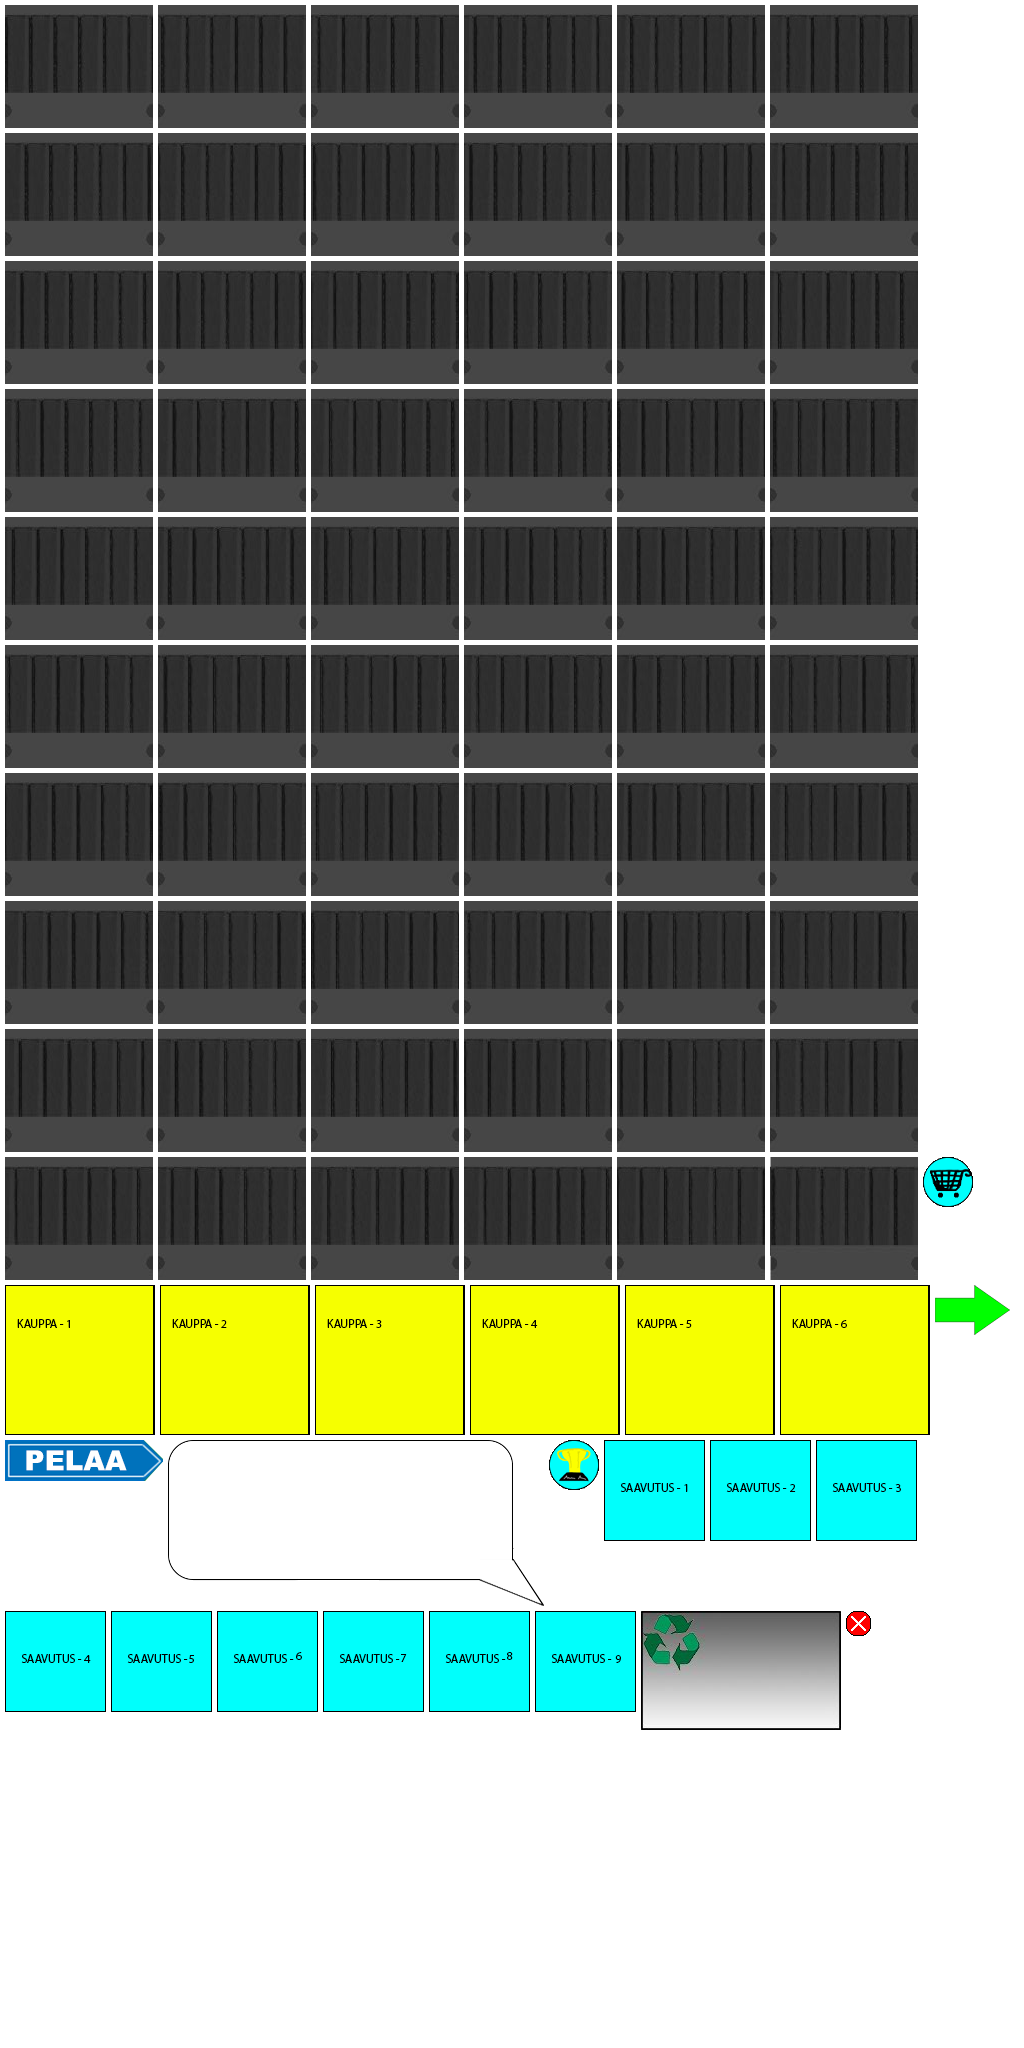 KAUPPA - 1
KAUPPA - 2
KAUPPA - 3
KAUPPA - 4
KAUPPA - 5
KAUPPA - 6
PELAA
SAAVUTUS - 1
SAAVUTUS - 2
SAAVUTUS - 3
SAAVUTUS - 4
SAAVUTUS - 5
SAAVUTUS - 6
SAAVUTUS - 7
SAAVUTUS - 8
SAAVUTUS - 9